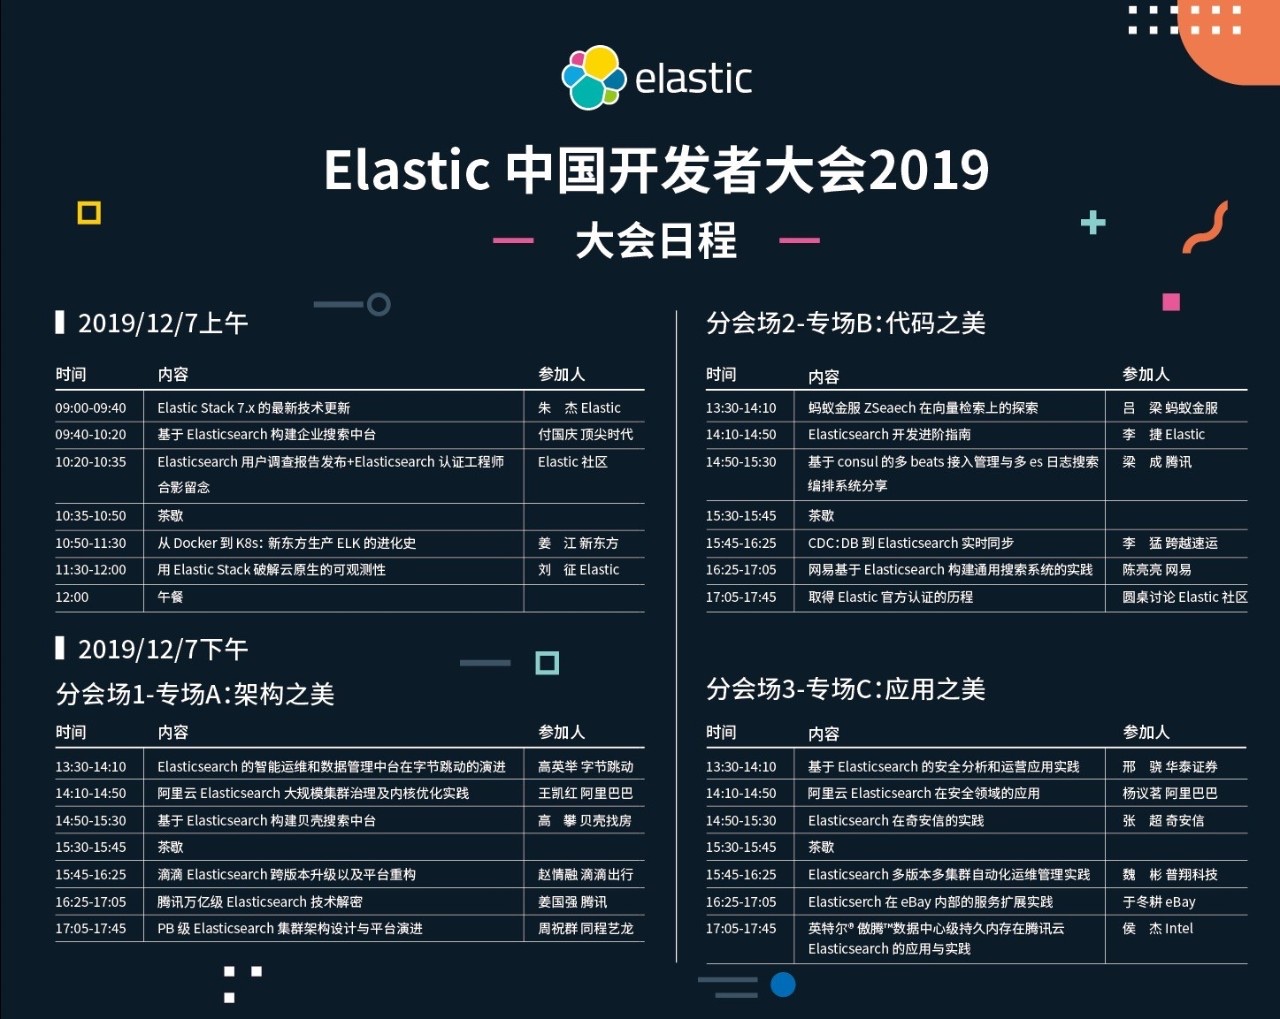 elastic
Elastic 中国开发者大会2019
大会日程
2019/12/7上午
时间 内容 参加人
09:00-09:40 Elastic Stack 7.x 的最新技术更新 朱 杰 Elastic
09:40-10:20 基于 Elasticsearch 构建企业搜索中台 付国庆 顶尖时代
10:20-10:35 Elasticsearch 用户调查报告发布+Elasticsearch 认证工程师 Elastic 社区
合影留念
10:35-10:50 茶歇
10:50-11:30 从 Docker 到 K8s：新东方生产 ELK 的进化史 姜 江 新东方
11:30-12:00 用 Elastic Stack 破解云原生的可观测性 刘 征 Elastic
12:00 午餐
2019/12/7下午
分会场1-专场A：架构之美
时间 内容 参加人
13:30-14:10 Elasticsearch 的智能运维和数据管理中台在字节跳动的演进 高英举 字节跳动
14:10-14:50 阿里云 Elasticsearch 大规模集群治理及内核优化实践 王凯红 阿里巴巴
14:50-15:30 基于 Elasticsearch 构建贝壳搜索中台 高 攀 贝壳找房
15:30-15:45 茶歇
15:45-16:25 滴滴 Elasticsearch 跨版本升级以及平台重构 赵情融 滴滴出行
16:25-17:05 腾讯万亿级 Elasticsearch 技术解密 姜国强 腾讯
17:05-17:45 PB 级 Elasticsearch 集群架构设计与平台演进 周祝群 同程艺龙
分会场2-专场B：代码之美
时间 内容 参加人
13:30-14:10 蚂蚁金服 ZSeaech 在向量检索上的探索 吕 梁 蚂蚁金服
14:10-14:50 Elasticsearch 开发进阶指南 李 捷 Elastic
14:50-15:30 基于 consul 的多 beats 接入管理与多 es 日志搜索 梁 成 腾讯
编排系统分享
15:30-15:45 茶歇
15:45-16:25 CDC：DB 到 Elasticsearch 实时同步 李 猛 跨越速运
16:25-17:05 网易基于 Elasticsearch 构建通用搜索系统的实践 陈亮亮 网易
17:05-17:45 取得 Elastic 官方认证的历程 圆桌讨论 Elastic 社区
分会场3-专场C：应用之美
时间 内容 参加人
13:30-14:10 基于 Elasticsearch 的安全分析和运营应用实践 邢 骁 华泰证券
14:10-14:50 阿里云 Elasticsearch 在安全领域的应用 杨议茗 阿里巴巴
14:50-15:30 Elasticsearch 在奇安信的实践 张 超 奇安信
15:30-15:45 茶歇
15:45-16:25 Elasticsearch 多版本多集群自动化运维管理实践 魏 彬 普翔科技
16:25-17:05 Elasticserch 在 eBay 内部的服务扩展实践 于冬耕 eBay
17:05-17:45 英特尔® 傲腾™数据中心级持久内存在腾讯云 侯 杰 Intel
Elasticsearch 的应用与实践